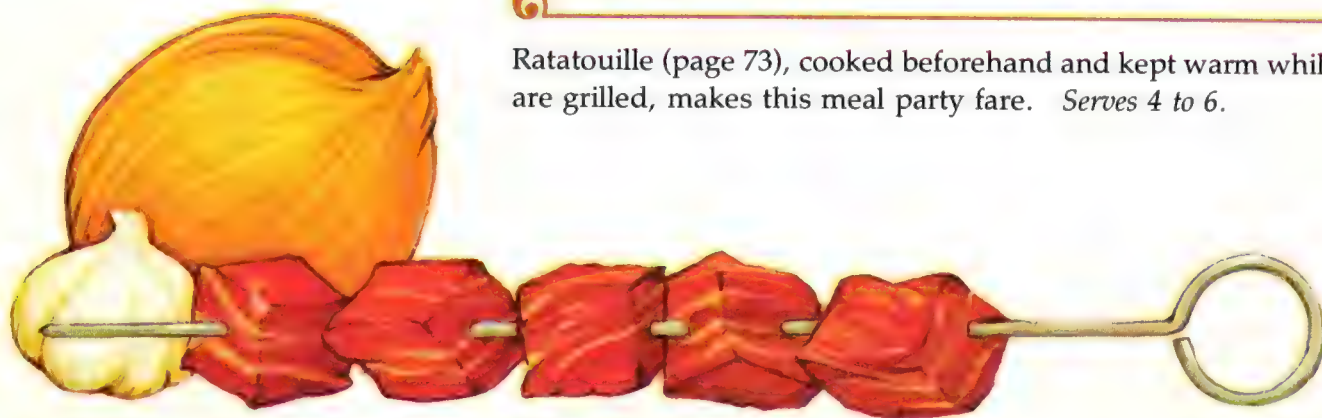 Ratatouille (page 73), cooked beforehand and kept warm
are grilled, makes this meal party fare. Serves 4 to 6.